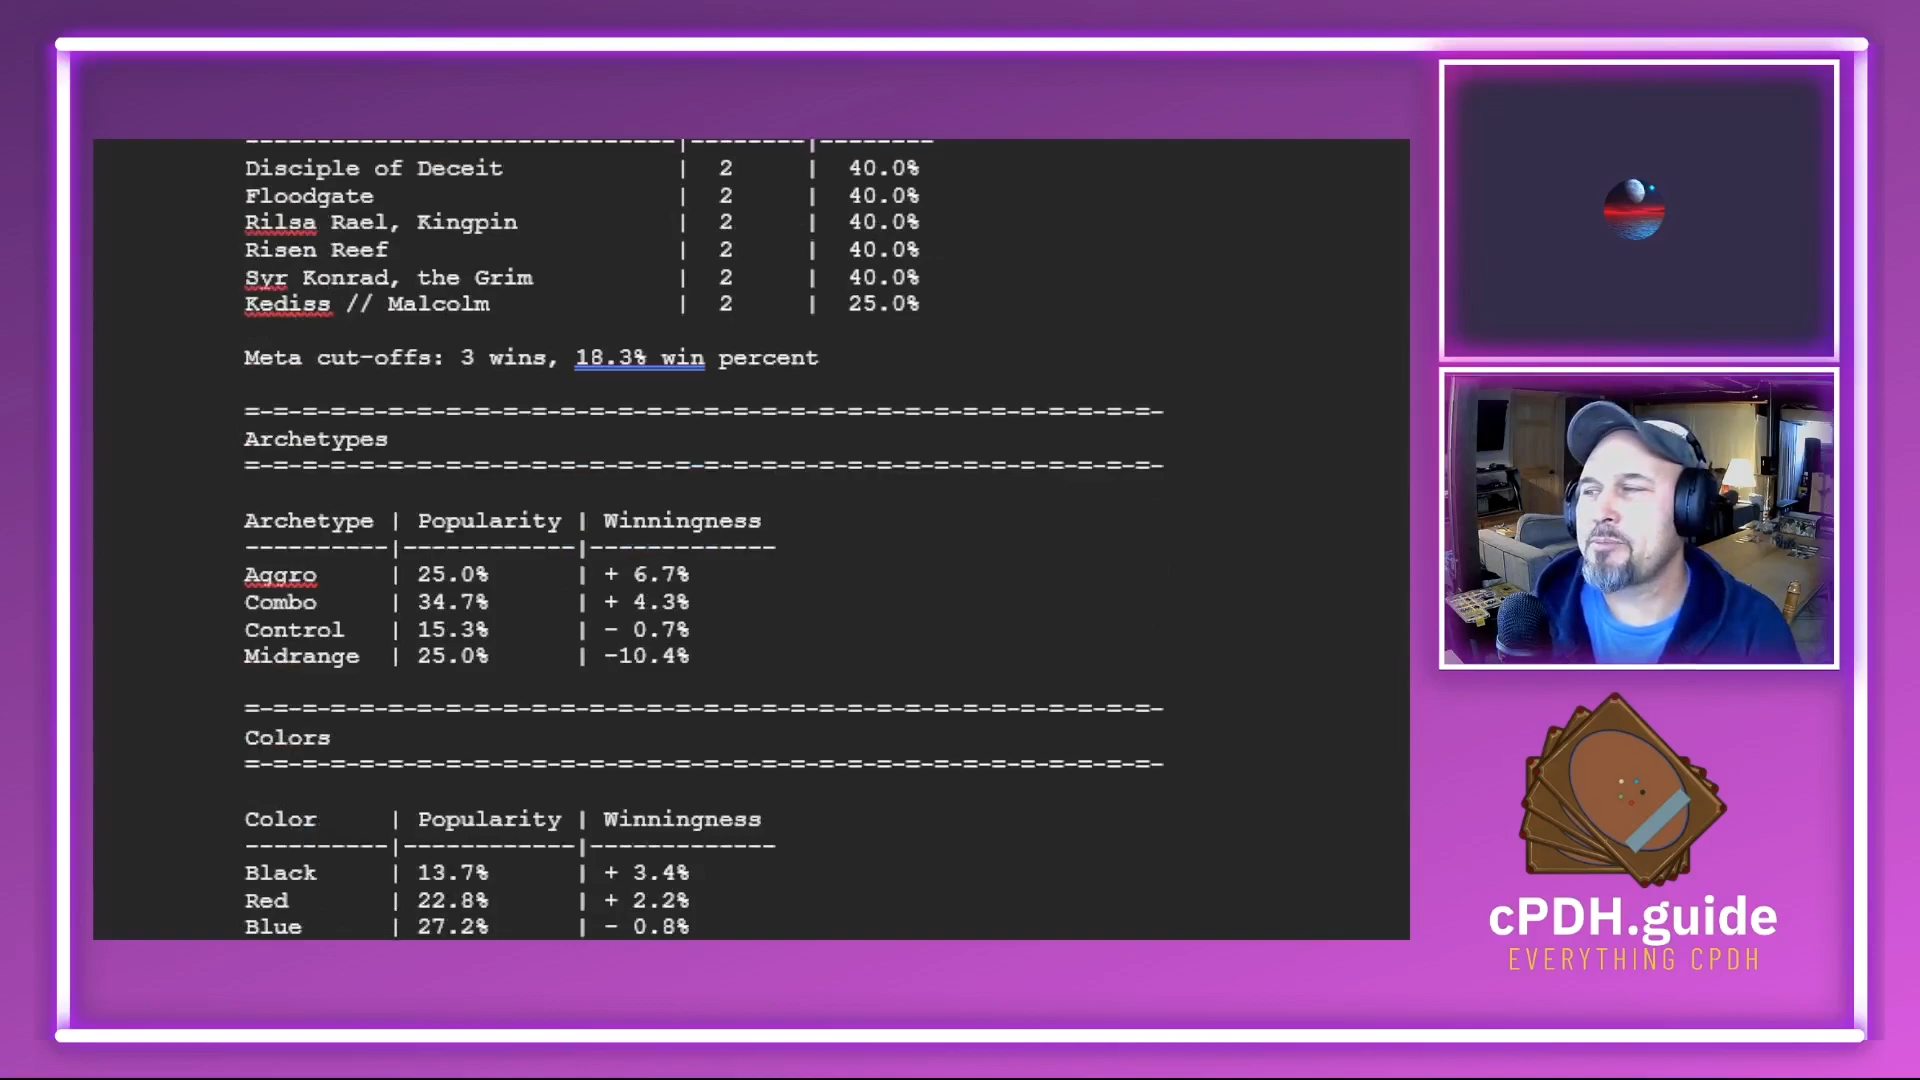 Disciple of Deceit | 2 | 40.0%
Floodgate | 2 | 40.0%
Rilsa Rael, Kingpin | 2 | 40.0%
Risen Reef | 2 | 40.0%
Syr Konrad, the Grim | 2 | 40.0%
Kediss // Malcolm | 2 | 25.0%
Meta cut-offs: 3 wins, 18.3% win percent
=-=-=-=-=-=-=-=-=-=-=-=-=-=-=-=-=-=-=-=-=-=-=-=-=-=-=-=-=-=-=-=-
Archetypes
=-=-=-=-=-=-=-=-=-=-=-=-=-=-=-=-=-=-=-=-=-=-=-=-=-=-=-=-=-=-=-=-
Archetype | Popularity | Winningness
----------|------------|-------------
Aggro | 25.0% | + 6.7%
Combo | 34.7% | + 4.3%
Control | 15.3% | - 0.7%
Midrange | 25.0% | -10.4%
=-=-=-=-=-=-=-=-=-=-=-=-=-=-=-=-=-=-=-=-=-=-=-=-=-=-=-=-=-=-=-=-
Colors
=-=-=-=-=-=-=-=-=-=-=-=-=-=-=-=-=-=-=-=-=-=-=-=-=-=-=-=-=-=-=-=-
Color | Popularity | Winningness
----------|------------|-------------
Black | 13.7% | + 3.4%
Red | 22.8% | + 2.2%
Blue | 27.2% | - 0.8%
cPDH.guide
EVERYTHING CPDH